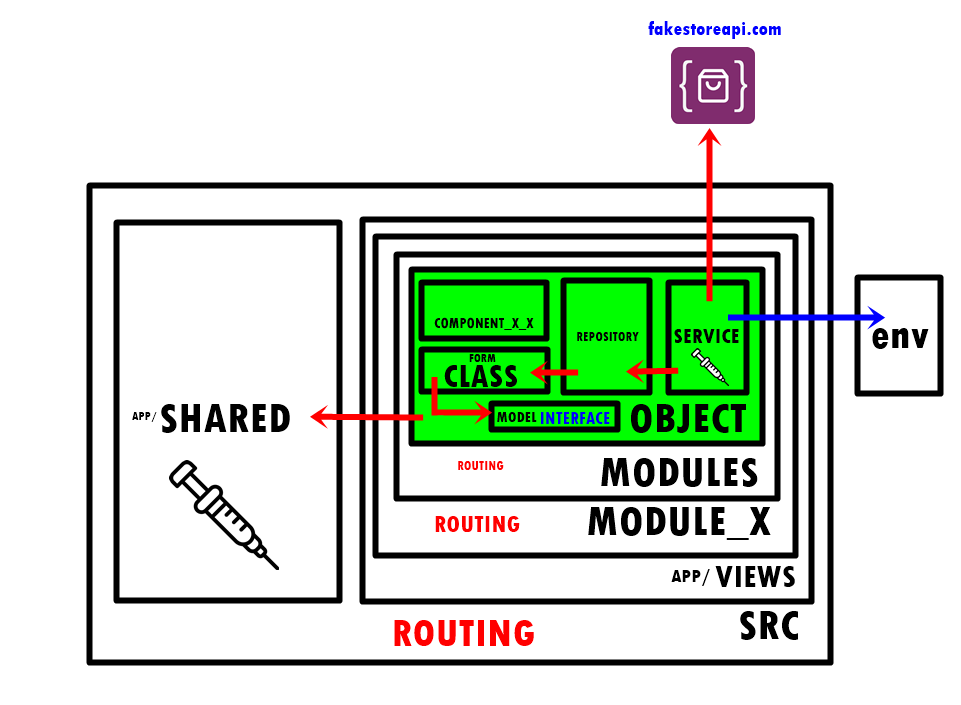 fakestoreapi.com
COMPONENT_X_X
REPOSITORY
SERVICE
env
FORM
CLASS
MODEL INTERFACE
OBJECT
APP/ SHARED
ROUTING
MODULES
ROUTING
MODULE_X
APP/ VIEWS
ROUTING
SRC